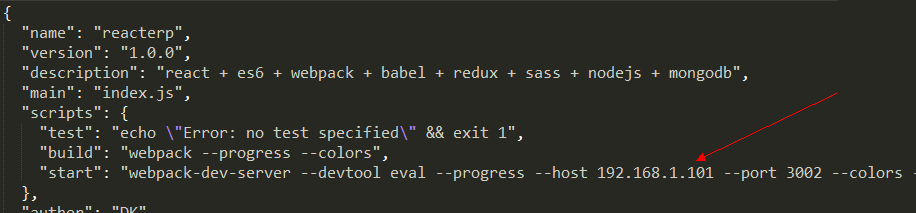 {
"name": "reacterp",
"version": "1.0.0",
"description": "react + es6 + webpack + babel + redux + sass + nodejs + mongodb",
"main": "index.js",
"scripts": {
"test": "echo \"Error: no test specified\" && exit 1",
"build": "webpack --progress --colors",
"start": "webpack-dev-server --devtool eval --progress --host 192.168.1.101 --port 3002 --colors -
},
"author": "DK"